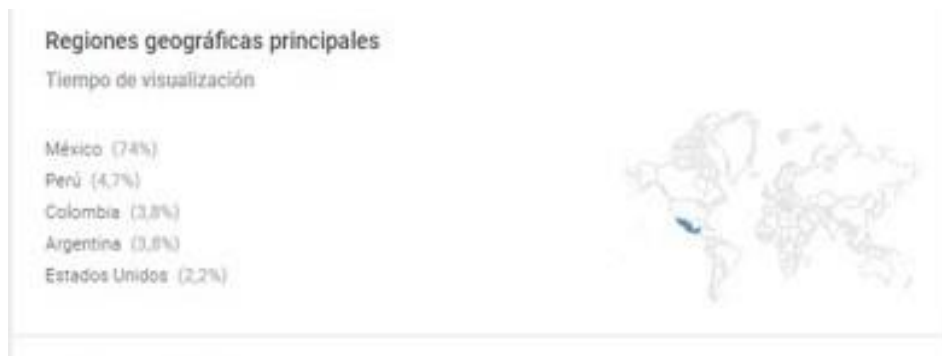 Regiones geográficas principales
Tiempo de visualización
México (74%)
Perú (4,7%)
Colombia (3,8%)
Argentina (3,8%)
Estados Unidos (2,2%)